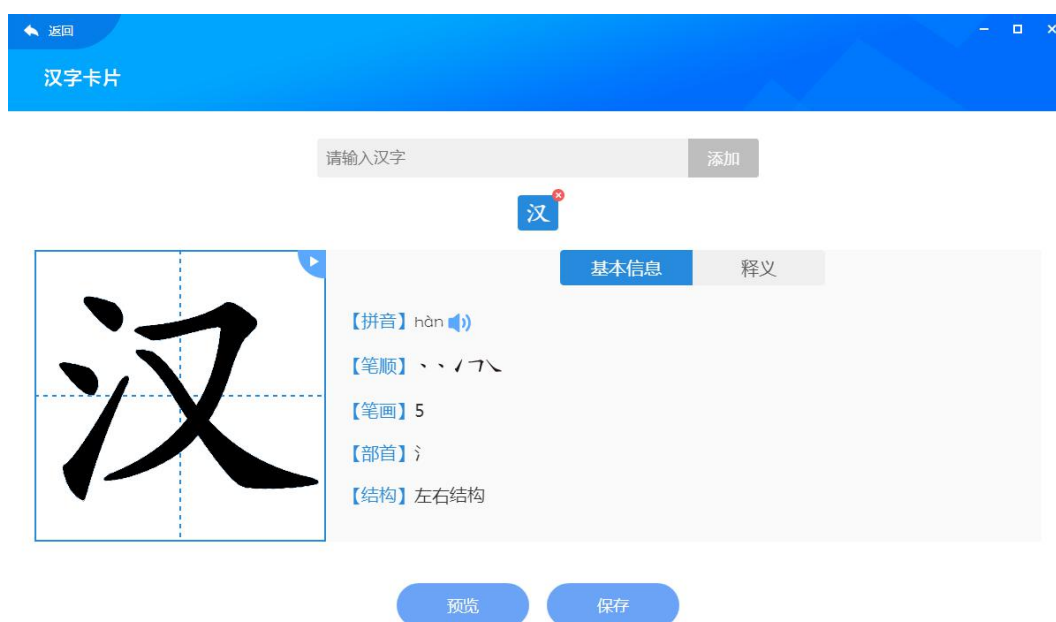 返回
汉字卡片
请输入汉字 添加
汉
汉
基本信息 释义
【拼音】hàn
【笔顺】丶丶㇀㇇㇏
【笔画】5
【部首】氵
【结构】左右结构
预览 保存